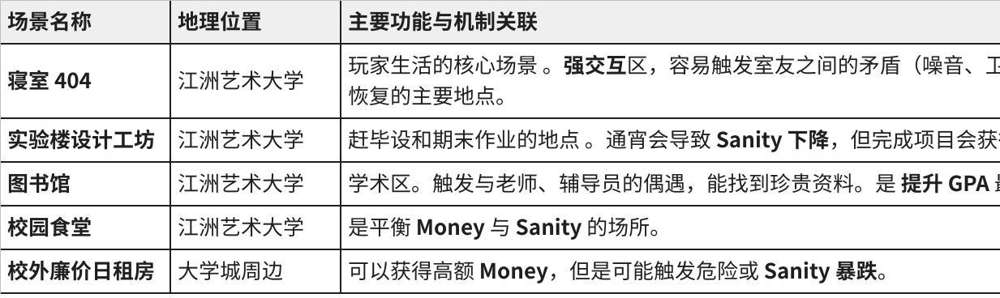 场景名称 地理位置 主要功能与机制关联
寝室 404 江洲艺术大学 玩家生活的核心场景 。强交互区，容易触发室友之间的矛盾（噪音、卫
恢复的主要地点。
实验楼设计工坊 江洲艺术大学 赶毕设和期末作业的地点 。通宵会导致 Sanity 下降，但完成项目会获
图书馆 江洲艺术大学 学术区。触发与老师、辅导员的偶遇，能找到珍贵资料。是 提升 GPA
校园食堂 江洲艺术大学 是平衡 Money 与 Sanity 的场所。
校外廉价日租房 大学城周边 可以获得高额 Money，但是可能触发危险或 Sanity 暴跌。